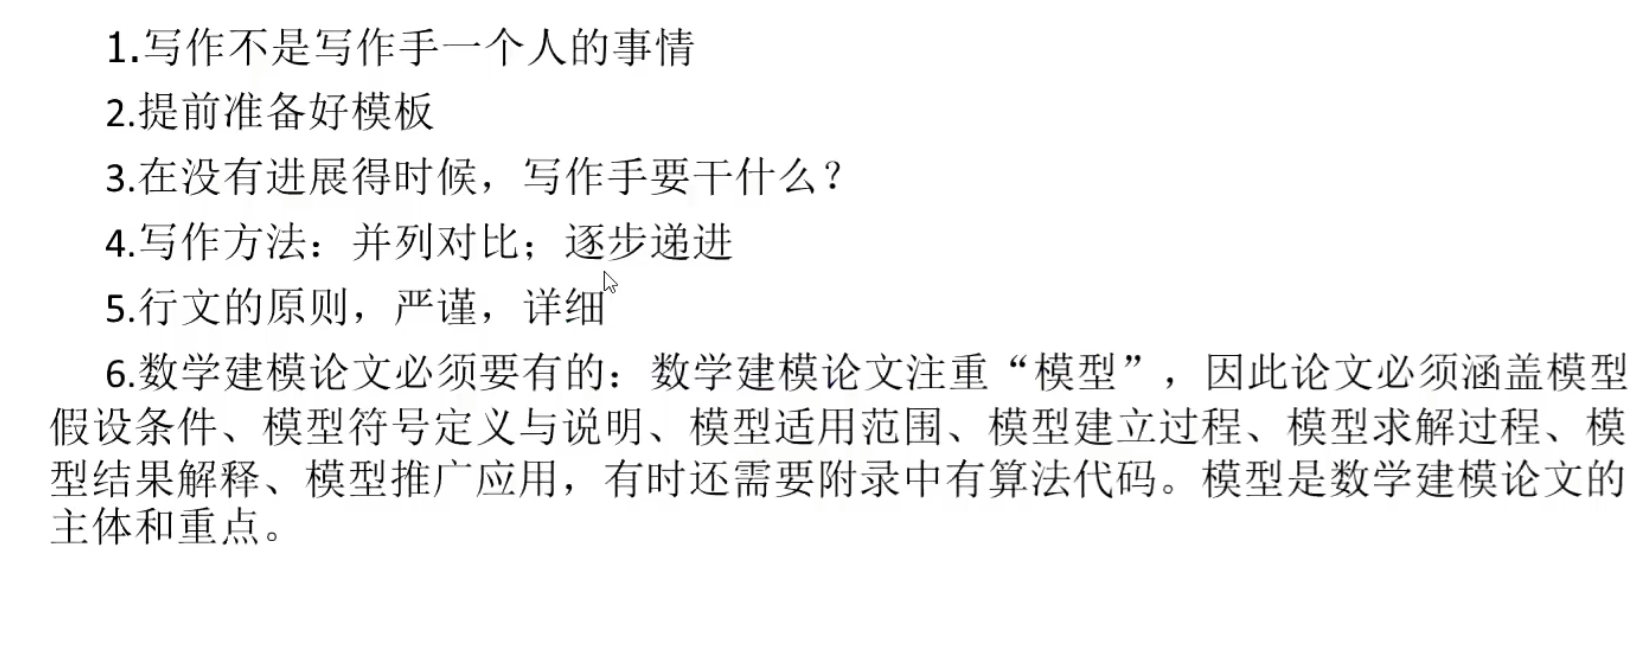 1.写作不是写作手一个人的事情
2.提前准备好模板
3.在没有进展得时候，写作手要干什么？
4.写作方法：并列对比；逐步递进
5.行文的原则，严谨，详细
6.数学建模论文必须要有的：数学建模论文注重“模型”，因此论文必须涵盖模型
假设条件、模型符号定义与说明、模型适用范围、模型建立过程、模型求解过程、模
型结果解释、模型推广应用，有时还需要附录中有算法代码。模型是数学建模论文的
主体和重点。